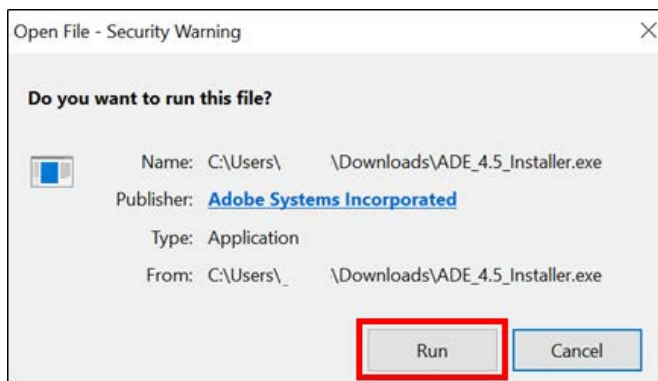 Open File - Security Warning
Do you want to run this file?
Name: C:\Users\ \Downloads\ADE_4.5_Installer.exe
Publisher: Adobe Systems Incorporated
Type: Application
From: C:\Users\_ \Downloads\ADE_4.5_Installer.exe
Run Cancel